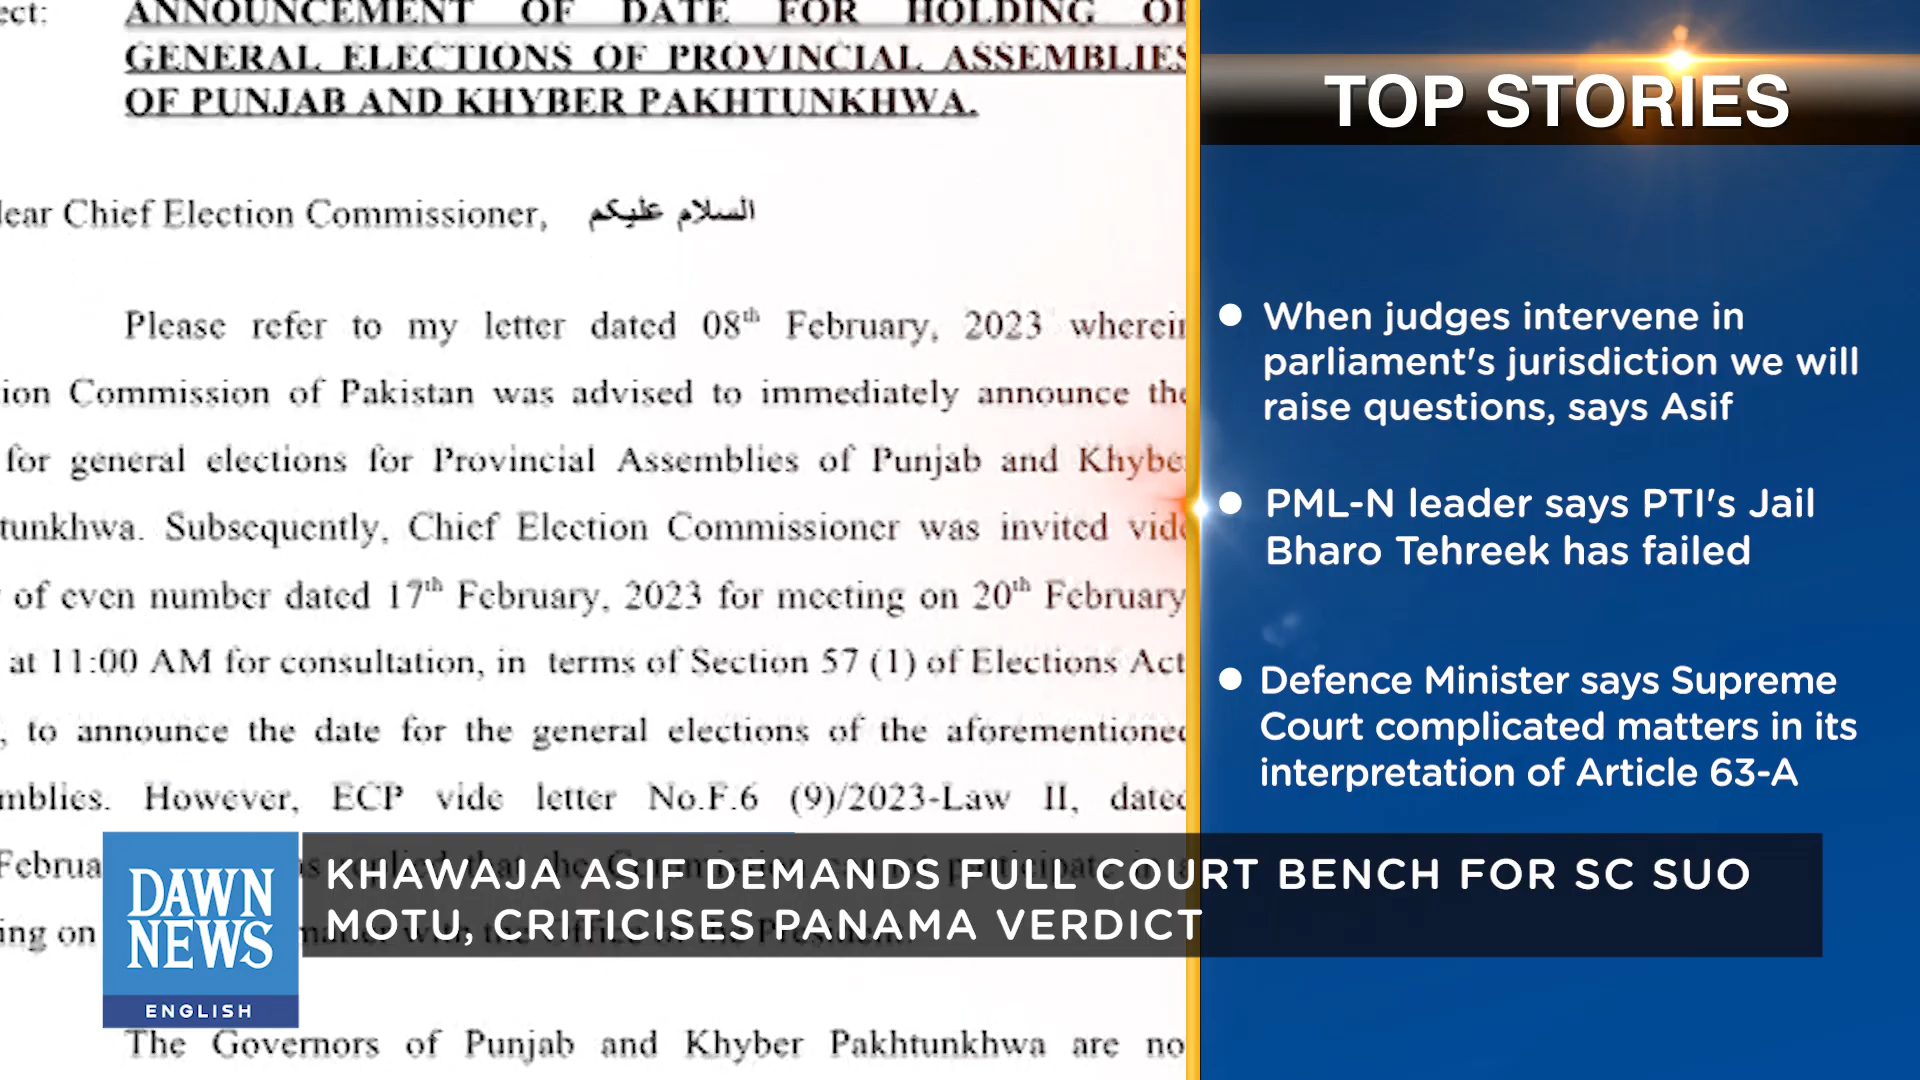 ect: ANNOUNCEMENT OF DATE FOR HOLDING OF
GENERAL ELECTIONS OF PROVINCIAL ASSEMBLIES
OF PUNJAB AND KHYBER PAKHTUNKHWA.
ear Chief Election Commissioner, السلام علیکم
Please refer to my letter dated 08th February, 2023 wherein
ion Commission of Pakistan was advised to immediately announce the
for general elections for Provincial Assemblies of Punjab and Khyber
tunkhwa. Subsequently, Chief Election Commissioner was invited vide
of even number dated 17th February, 2023 for meeting on 20th February
at 11:00 AM for consultation, in terms of Section 57 (1) of Elections Act
, to announce the date for the general elections of the aforementioned
mblies. However, ECP vide letter No.F.6 (9)/2023-Law II, dated
Februa
ing on
The Governors of Punjab and Khyber Pakhtunkhwa are no
TOP STORIES
When judges intervene in
parliament's jurisdiction we will
raise questions, says Asif
PML-N leader says PTI's Jail
Bharo Tehreek has failed
Defence Minister says Supreme
Court complicated matters in its
interpretation of Article 63-A
DAWN
NEWS
ENGLISH
KHAWAJA ASIF DEMANDS FULL COURT BENCH FOR SC SUO
MOTU, CRITICISES PANAMA VERDICT